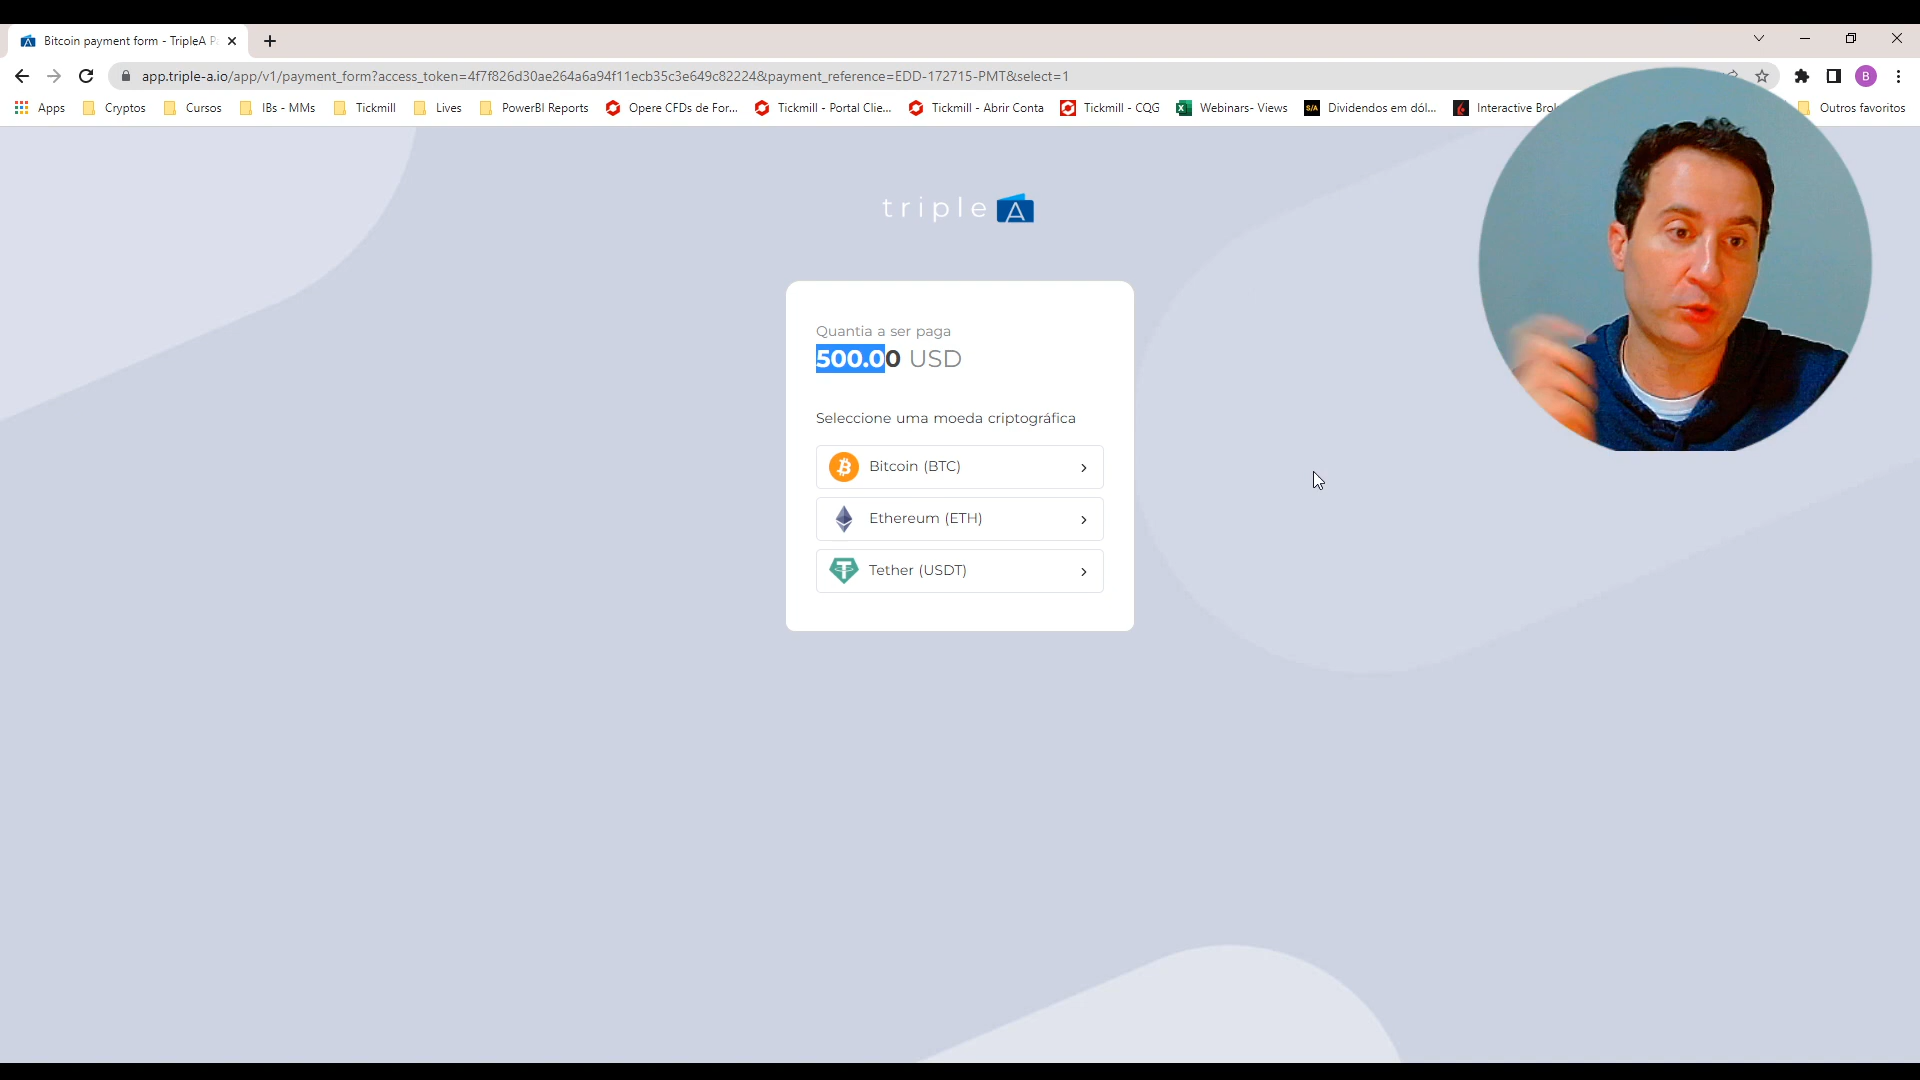 Bitcoin payment form - TripleA P
app.triple-a.io/app/v1/payment_form?access_token=4f7f826d30ae264a6a94f11ecb35c3e649c82224&payment_reference=EDD-172715-PMT&select=1
B
Apps Cryptos Cursos IBs - MMs Tickmill Lives PowerBI Reports Opere CFDs de For... Tickmill - Portal Clie... Tickmill - Abrir Conta Tickmill - CQG Webinars- Views S/A Dividendos em dól... Interactive Bro Outros favoritos
triple A
Quantia a ser paga
500.00 USD
Seleccione uma moeda criptográfica
Bitcoin (BTC)
Ethereum (ETH)
Tether (USDT)